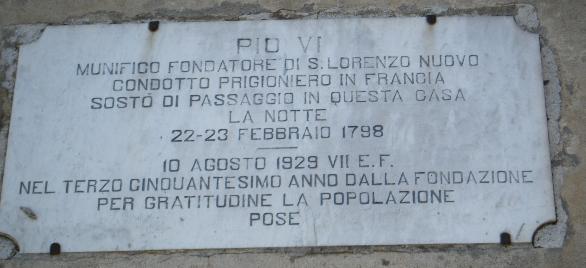 PIO VI
MUNIFICO FONDATORE DI S. LORENZO NUOVO
CONDOTTO PRIGIONIERO IN FRANCIA
SOSTÓ DI PASSAGGIO IN QUESTA CASA
LA NOTTE
22-23 FEBBRAIO 1798
10 AGOSTO 1929 VII E.F.
NEL TERZO CINQUANTESIMO ANNO DALLA FONDAZIONE
PER GRATITUDINE LA POPOLAZIONE
POSE